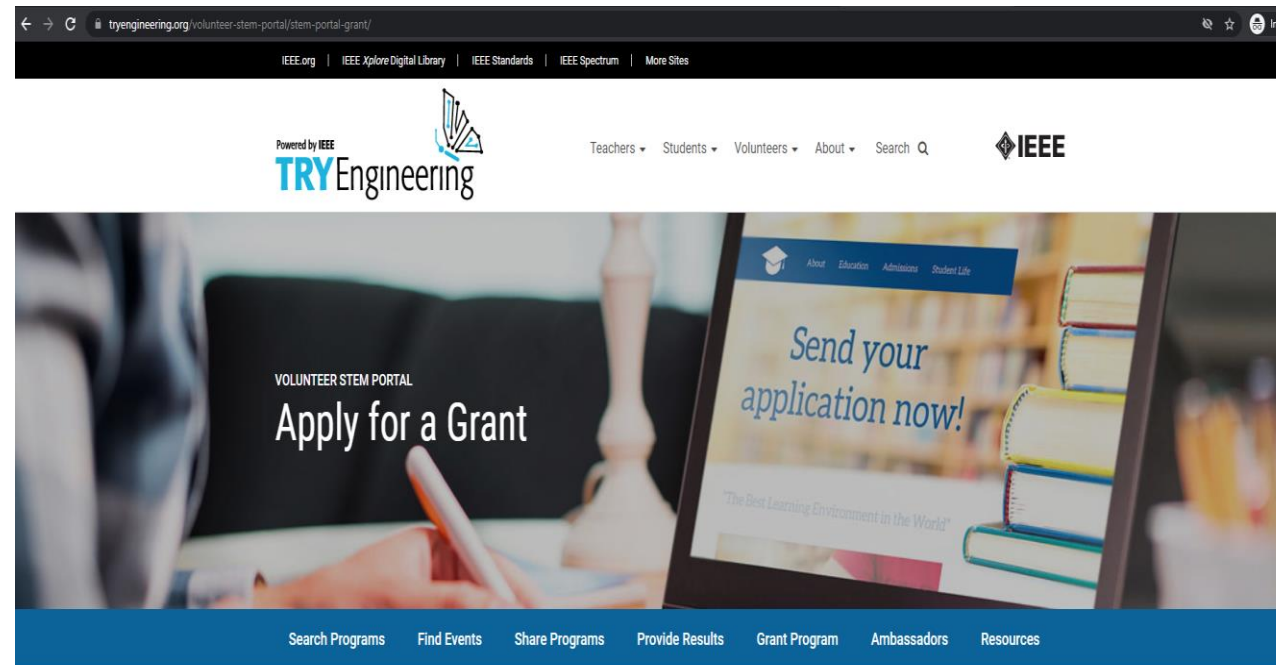 tryengineering.org/volunteer-stem-portal/stem-portal-grant/
IEEE.org | IEEE Xplore Digital Library | IEEE Standards | IEEE Spectrum | More Sites
Powered by IEEE
TRYEngineering
Teachers Students Volunteers About Search
IEEE
About Education Admissions Student Life
Send your
application now!
"The Best Learning Environment in the World"
VOLUNTEER STEM PORTAL
Apply for a Grant
Search Programs Find Events Share Programs Provide Results Grant Program Ambassadors Resources